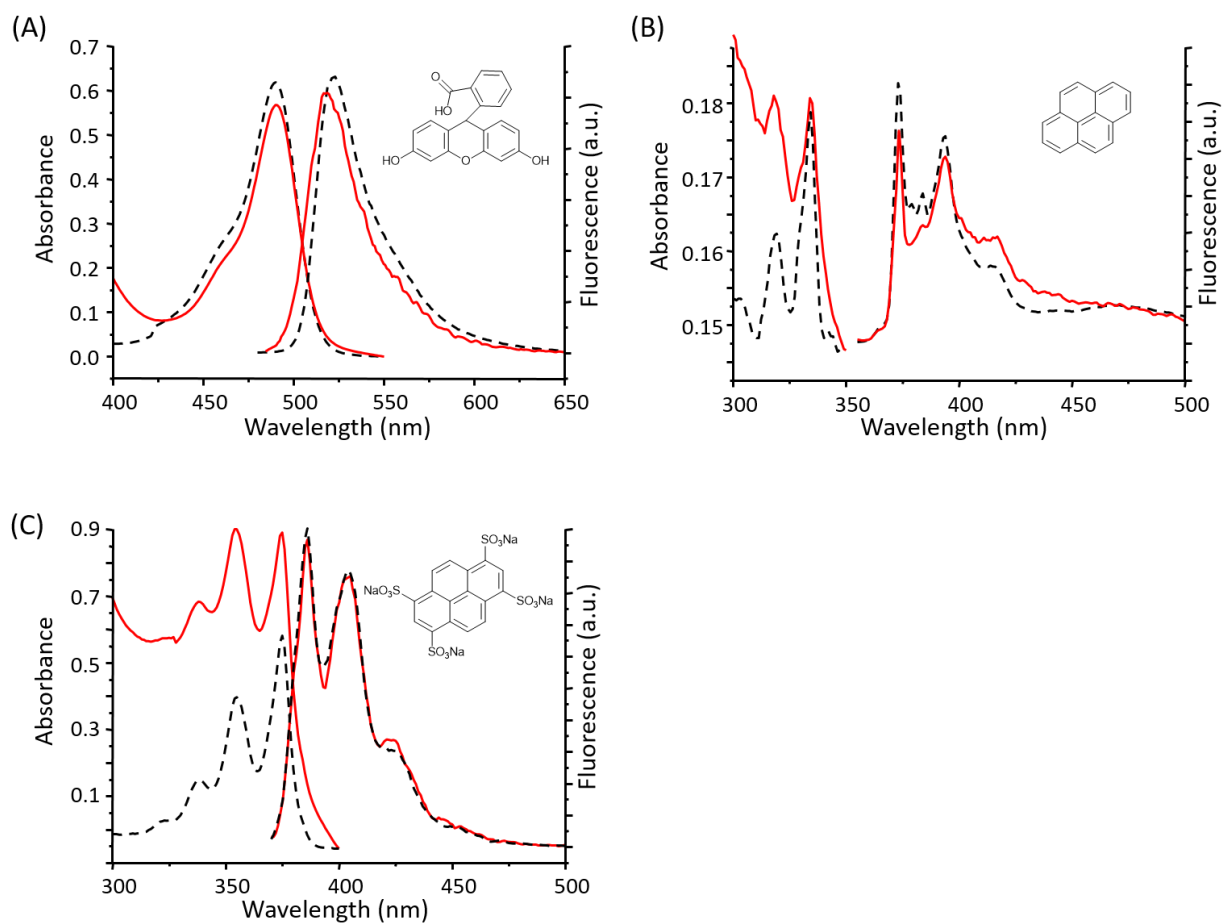 (A)
0.7
0.6
0.5
0.4
0.3
0.2
0.1
0.0
Absorbance
Fluorescence (a.u.)
O
HO
HO
O
OH
400 450 500 550 600 650
Wavelength (nm)
(B)
0.18
0.17
0.16
0.15
Absorbance
Fluorescence (a.u.)
300 350 400 450 500
Wavelength (nm)
(C)
0.9
0.7
0.5
0.3
0.1
Absorbance
Fluorescence (a.u.)
SO3Na
NaO3S
SO3Na
SO3Na
300 350 400 450 500
Wavelength (nm)